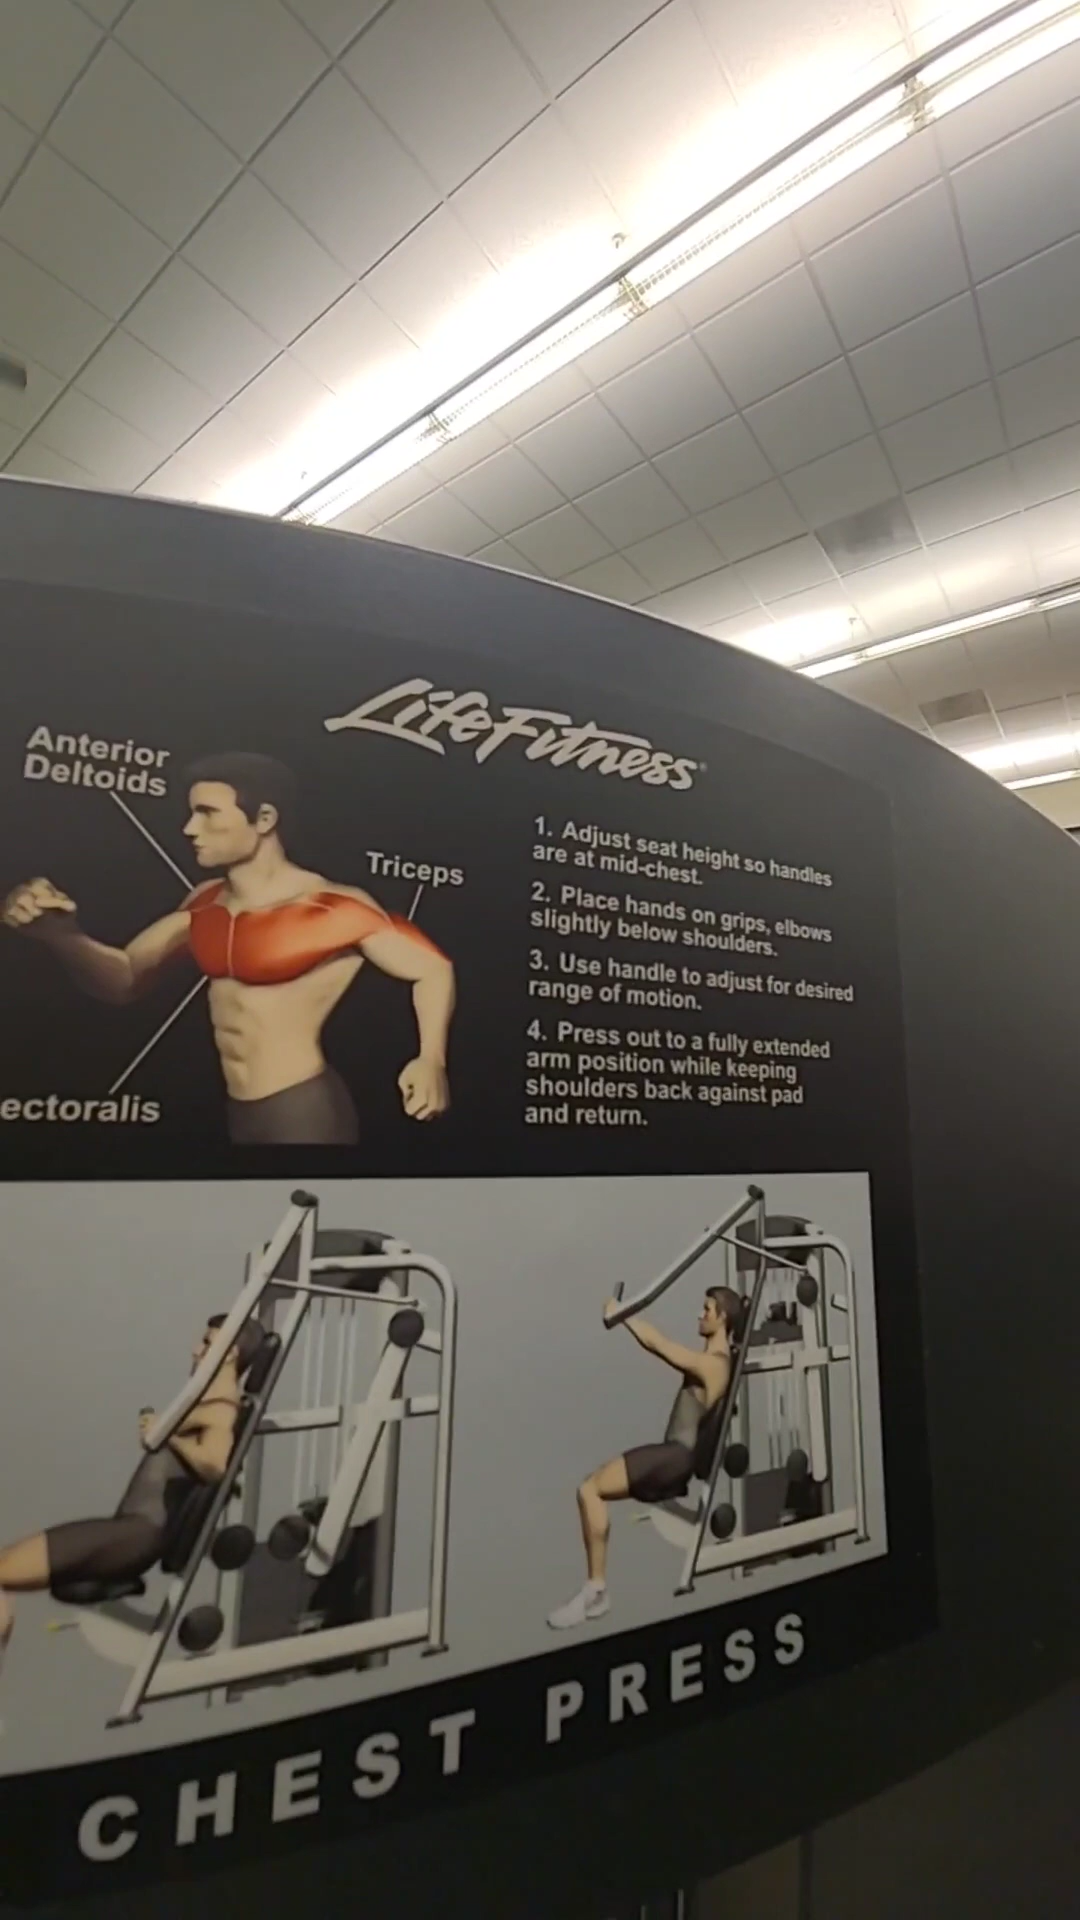 LifeFitness®
Anterior
Deltoids
Triceps
ectoralis
1. Adjust seat height so handles
are at mid-chest.
2. Place hands on grips, elbows
slightly below shoulders.
3. Use handle to adjust for desired
range of motion.
4. Press out to a fully extended
arm position while keeping
shoulders back against pad
and return.
CHEST PRESS